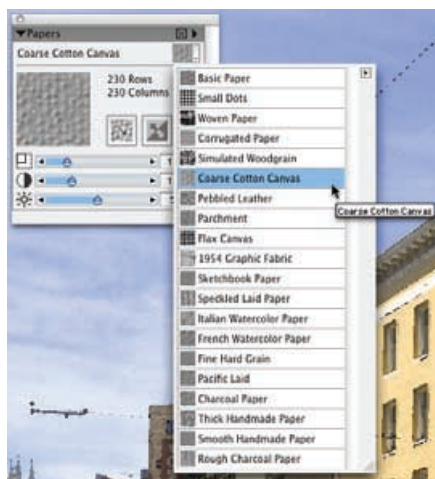 Papers
Coarse Cotton Canvas
230 Rows
230 Columns
Basic Paper
Small Dots
Woven Paper
Corrugated Paper
Simulated Woodgrain
Coarse Cotton Canvas
Pebbled Leather
Coarse Cotton Canvas
Parchment
Flax Canvas
1954 Graphic Fabric
Sketchbook Paper
Speckled Laid Paper
Italian Watercolor Paper
French Watercolor Paper
Fine Hard Grain
Pacific Laid
Charcoal Paper
Thick Handmade Paper
Smooth Handmade Paper
Rough Charcoal Paper